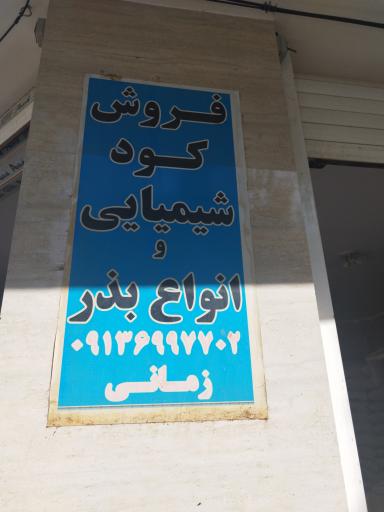 فروش
کود
شیمیایی
و
انواع بذر
۰۹۱۳۶۹۹۷۷۰۲
زمانی